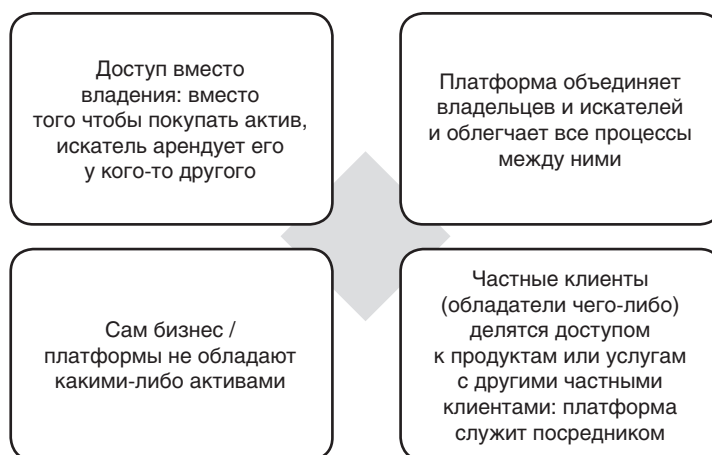 Доступ вместо
владения: вместо
того чтобы покупать актив,
искатель арендует его
у кого-то другого
Платформа объединяет
владельцев и искателей
и облегчает все процессы
между ними
Сам бизнес /
платформы не обладают
какими-либо активами
Частные клиенты
(обладатели чего-либо)
делятся доступом
к продуктам или услугам
с другими частными
клиентами: платформа
служит посредником